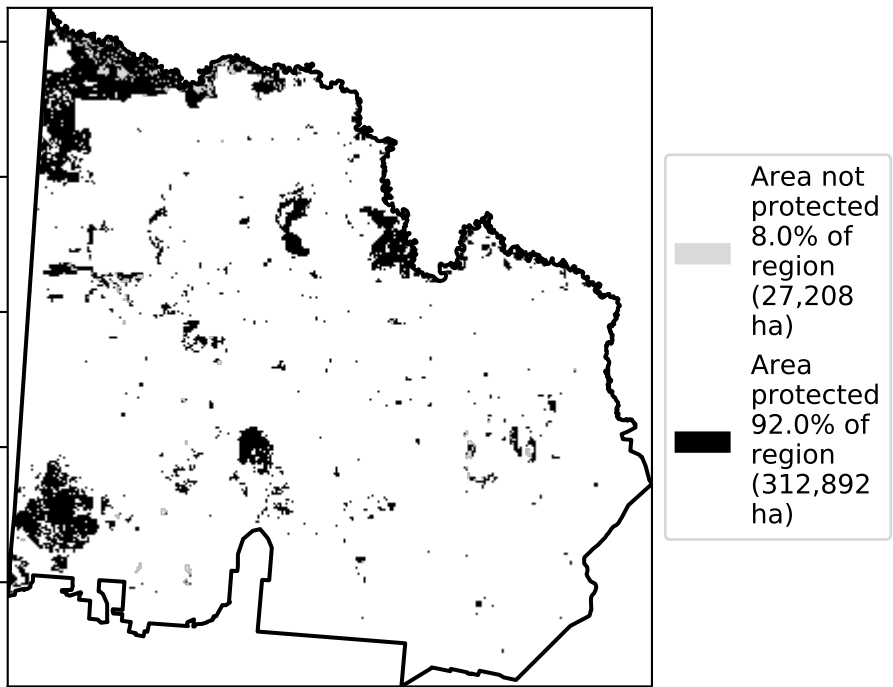 Area not
protected
8.0% of
region
(27,208
ha)
Area
protected
92.0% of
region
(312,892
ha)